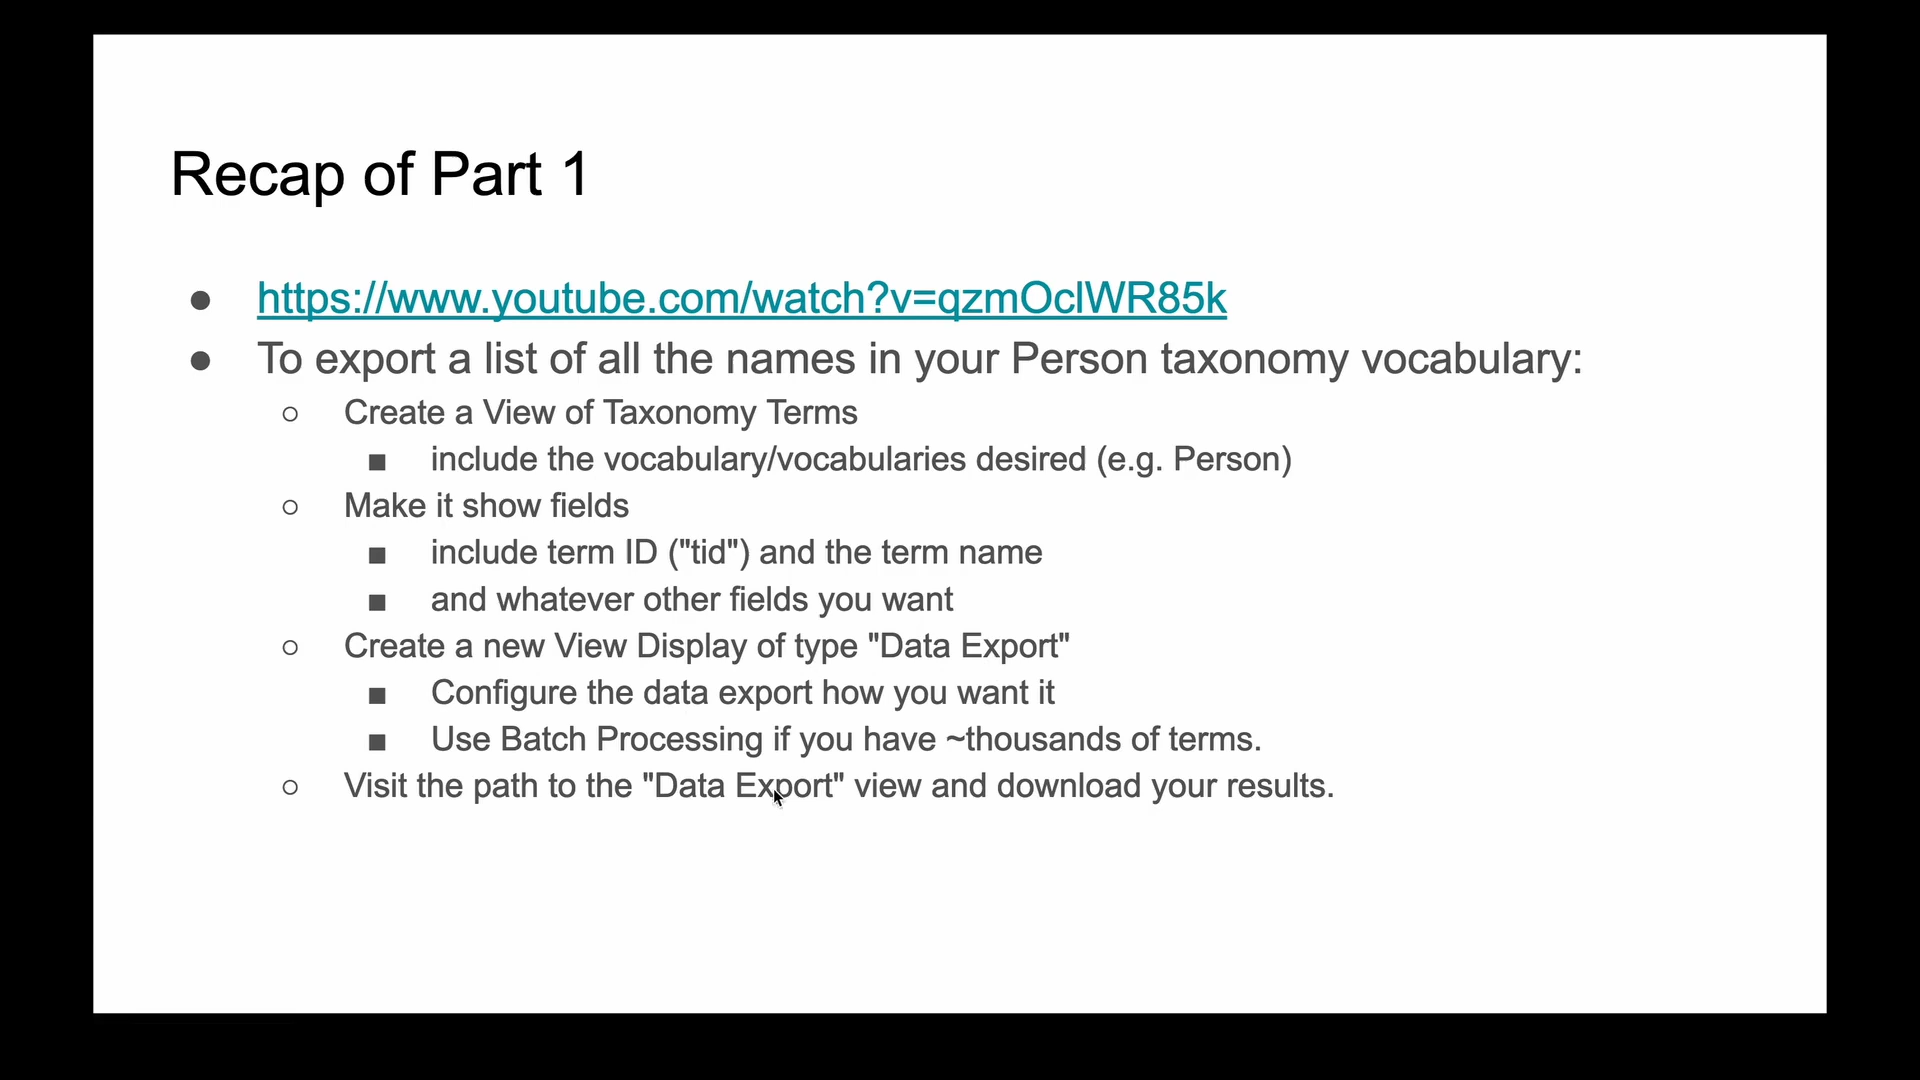 Recap of Part 1
● https://www.youtube.com/watch?v=qzmOclWR85k
● To export a list of all the names in your Person taxonomy vocabulary:
○ Create a View of Taxonomy Terms
■ include the vocabulary/vocabularies desired (e.g. Person)
○ Make it show fields
■ include term ID ("tid") and the term name
■ and whatever other fields you want
○ Create a new View Display of type "Data Export"
■ Configure the data export how you want it
■ Use Batch Processing if you have ~thousands of terms.
○ Visit the path to the "Data Export" view and download your results.